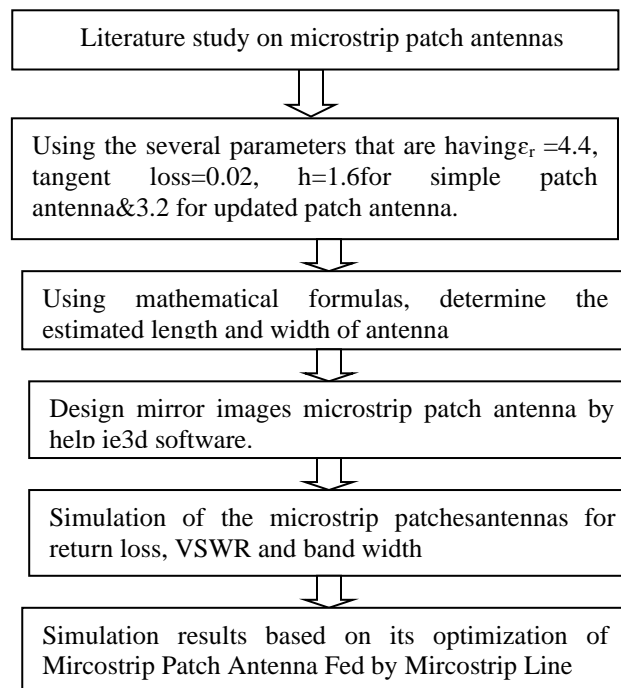 Literature study on microstrip patch antennas
Using the several parameters that are havingεr =4.4,
tangent loss=0.02, h=1.6for simple patch
antenna&3.2 for updated patch antenna.
Using mathematical formulas, determine the
estimated length and width of antenna
Design mirror images microstrip patch antenna by
help ie3d software.
Simulation of the microstrip patchesantennas for
return loss, VSWR and band width
Simulation results based on its optimization of
Mircostrip Patch Antenna Fed by Mircostrip Line